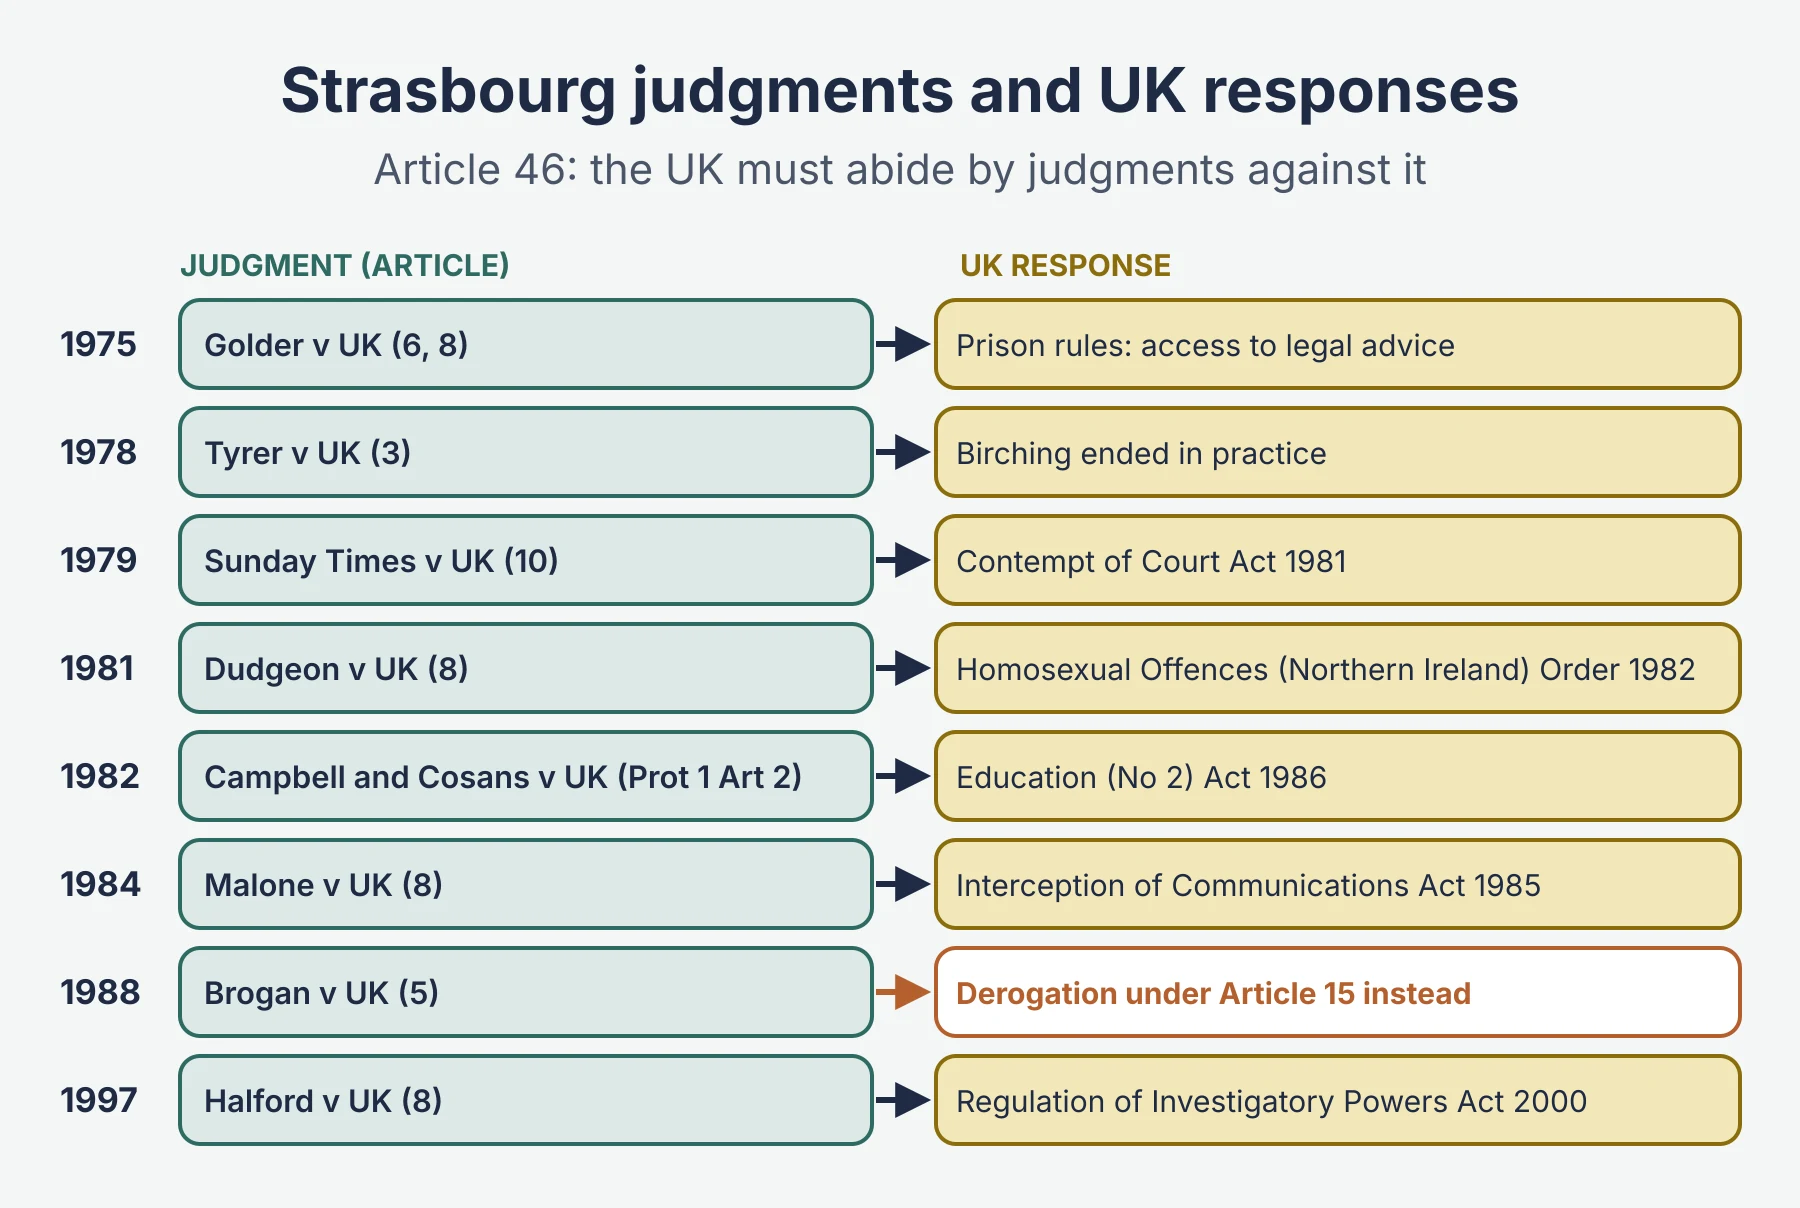 Strasbourg judgments and UK responses
Article 46: the UK must abide by judgments against it
JUDGMENT (ARTICLE)
UK RESPONSE
1975
Golder v UK (6, 8)
Prison rules: access to legal advice
1978
Tyrer v UK (3)
Birching ended in practice
1979
Sunday Times v UK (10)
Contempt of Court Act 1981
1981
Dudgeon v UK (8)
Homosexual Offences (Northern Ireland) Order 1982
1982
Campbell and Cosans v UK (Prot 1 Art 2)
Education (No 2) Act 1986
1984
Malone v UK (8)
Interception of Communications Act 1985
1988
Brogan v UK (5)
Derogation under Article 15 instead
1997
Halford v UK (8)
Regulation of Investigatory Powers Act 2000